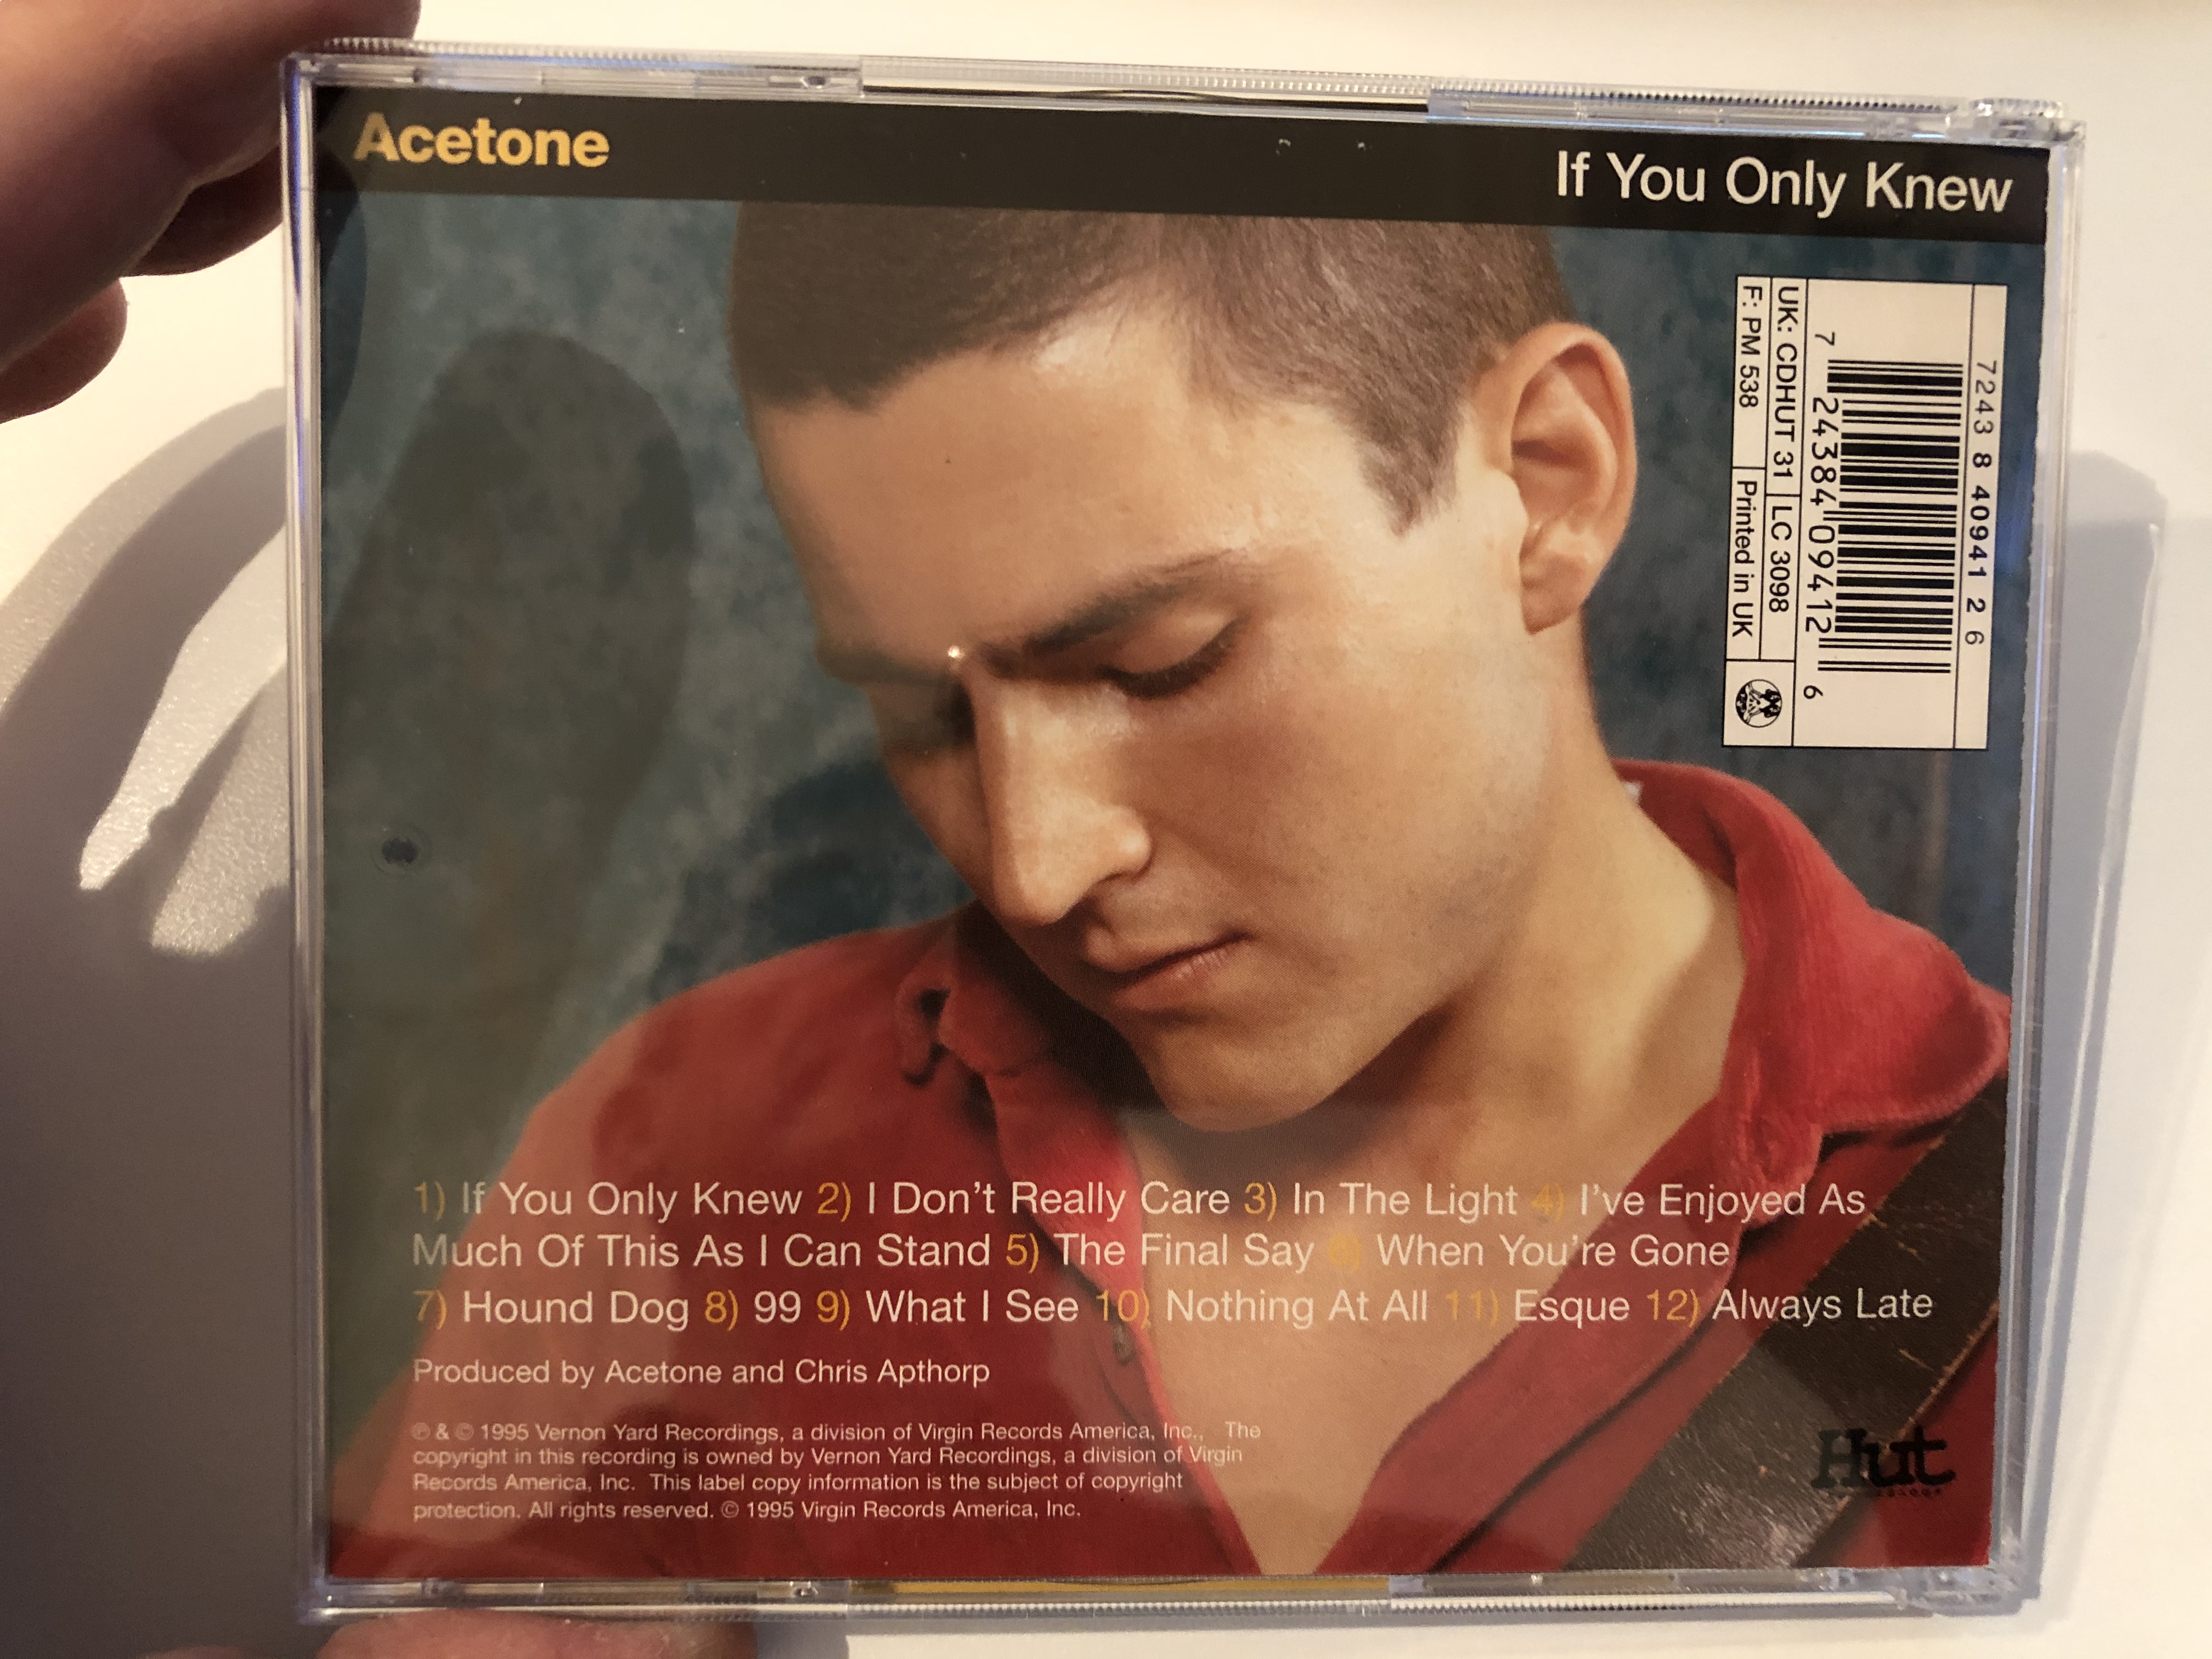 Acetone
If You Only Knew
7243 8 40941 2 6
7 24384 09412 6
UK: CDHUT 31 LC 3098
F: PM 538 Printed in UK
1) If You Only Knew 2) I Don't Really Care 3) In The Light 4) I've Enjoyed As
Much Of This As I Can Stand 5) The Final Say 6) When You're Gone
7) Hound Dog 8) 99 9) What I See 10) Nothing At All 11) Esque 12) Always Late
Produced by Acetone and Chris Apthorp
℗ & © 1995 Vernon Yard Recordings, a division of Virgin Records America, Inc., The
copyright in this recording is owned by Vernon Yard Recordings, a division of Virgin
Records America, Inc. This label copy information is the subject of copyright
protection. All rights reserved. © 1995 Virgin Records America, Inc.
Hut